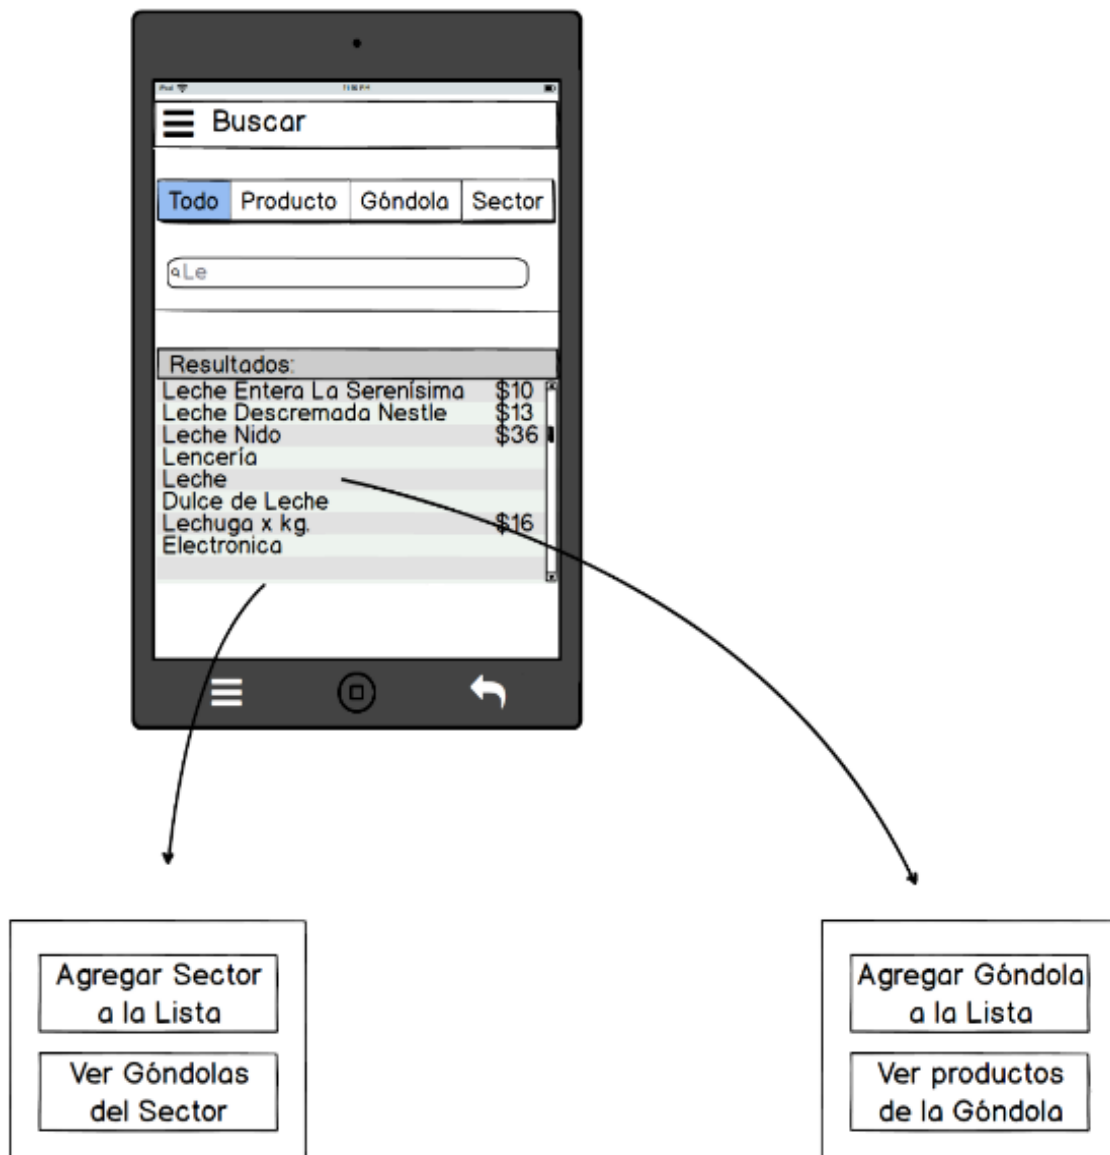 Buscar
Todo Producto Góndola Sector
Le
Resultados:
Leche Entera La Serenísima $10
Leche Descremada Nestle $13
Leche Nido $36
Lencería
Leche
Dulce de Leche
Lechuga x kg. $16
Electronica
Agregar Sector
a la Lista
Ver Góndolas
del Sector
Agregar Góndola
a la Lista
Ver productos
de la Góndola